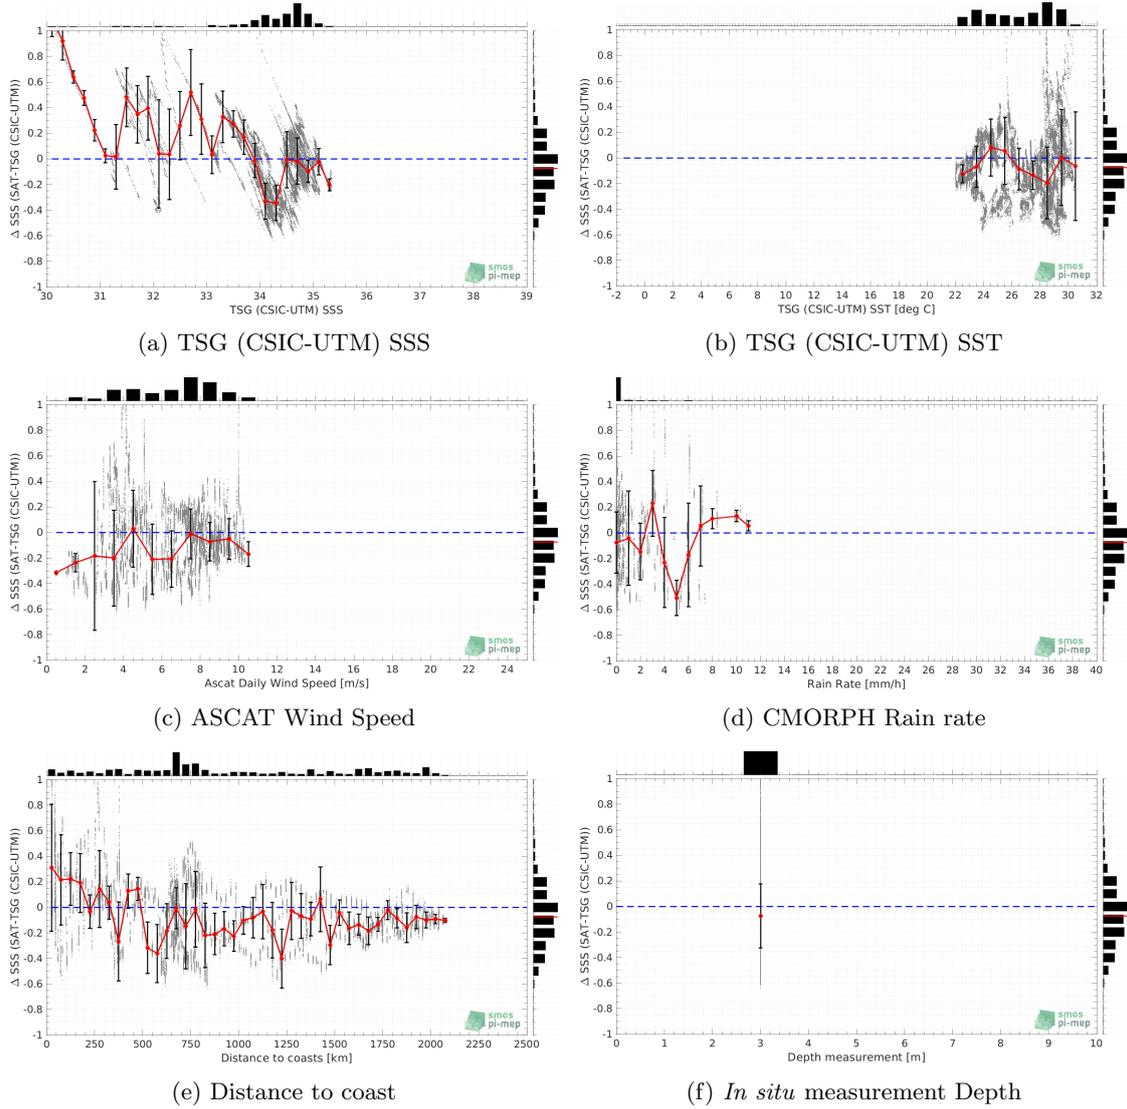 1
0.8
0.6
0.4
0.2
0
-0.2
-0.4
-0.6
-0.8
-1
Δ SSS (SAT-TSG (CSIC-UTM))
smos
pi-mep
30 31 32 33 34 35 36 37 38 39
TSG (CSIC-UTM) SSS
(a) TSG (CSIC-UTM) SSS
1
0.8
0.6
0.4
0.2
0
-0.2
-0.4
-0.6
-0.8
-1
Δ SSS (SAT-TSG (CSIC-UTM))
smos
pi-mep
-2 0 2 4 6 8 10 12 14 16 18 20 22 24 26 28 30 32
TSG (CSIC-UTM) SST [deg C]
(b) TSG (CSIC-UTM) SST
1
0.8
0.6
0.4
0.2
0
-0.2
-0.4
-0.6
-0.8
-1
Δ SSS (SAT-TSG (CSIC-UTM))
smos
pi-mep
0 2 4 6 8 10 12 14 16 18 20 22 24
Ascat Daily Wind Speed [m/s]
(c) ASCAT Wind Speed
1
0.8
0.6
0.4
0.2
0
-0.2
-0.4
-0.6
-0.8
-1
Δ SSS (SAT-TSG (CSIC-UTM))
smos
pi-mep
0 2 4 6 8 10 12 14 16 18 20 22 24 26 28 30 32 34 36 38 40
Rain Rate [mm/h]
(d) CMORPH Rain rate
1
0.8
0.6
0.4
0.2
0
-0.2
-0.4
-0.6
-0.8
-1
Δ SSS (SAT-TSG (CSIC-UTM))
smos
pi-mep
0 250 500 750 1000 1250 1500 1750 2000 2250 2500
Distance to coasts [km]
(e) Distance to coast
1
0.8
0.6
0.4
0.2
0
-0.2
-0.4
-0.6
-0.8
-1
Δ SSS (SAT-TSG (CSIC-UTM))
smos
pi-mep
0 1 2 3 4 5 6 7 8 9 10
Depth measurement [m]
(f) In situ measurement Depth